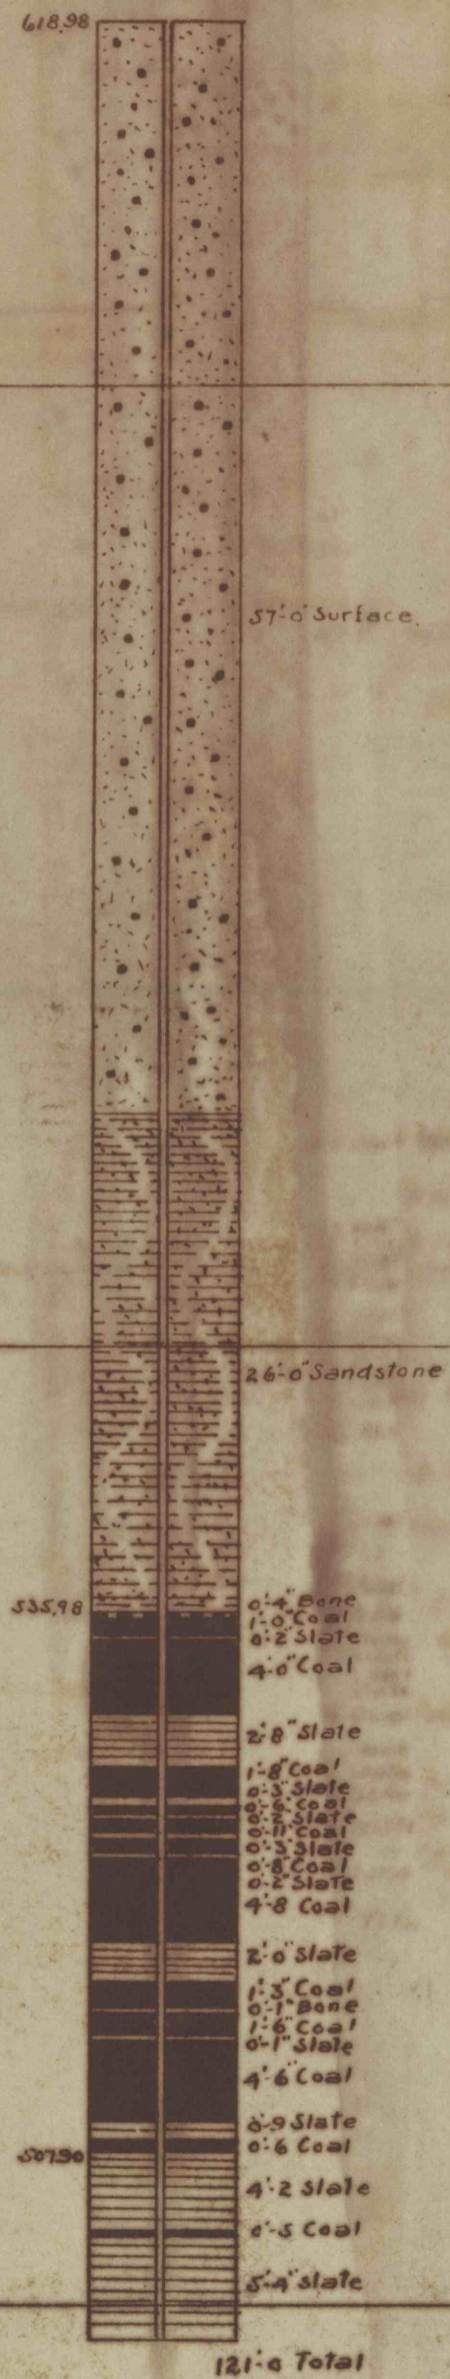 618.98
57'-0" Surface.
26'-0" Sandstone
535.98
0'-4" Bone
1'-0" Coal
0'-2" Slate
4'-0" Coal
2'-8" Slate
1'-8" Coal
0'-3" Slate
0'-6" Coal
0'-2" Slate
0'-11" Coal
0'-3" Slate
0'-8" Coal
0'-2" Slate
4'-8 Coal
2'-0" Slate
1'-3" Coal
0'-1" Bone
1'-6" Coal
0'-1" Slate
4'-6" Coal
0'-9 Slate
0'-6 Coal
507.90
4'-2 Slate
0'-5 Coal
5'-4" Slate
121'-0 Total